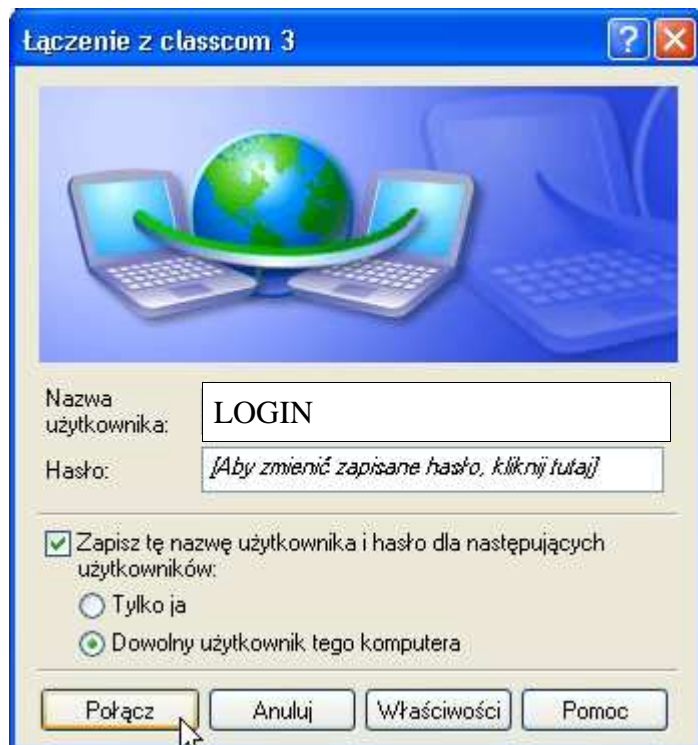 Łączenie z classcom 3
Nazwa
użytkownika:
LOGIN
Hasło:
[Aby zmienić zapisane hasło, kliknij tutaj]
Zapisz tę nazwę użytkownika i hasło dla następujących
użytkowników:
Tylko ja
Dowolny użytkownik tego komputera
Połącz
Anuluj
Właściwości
Pomoc